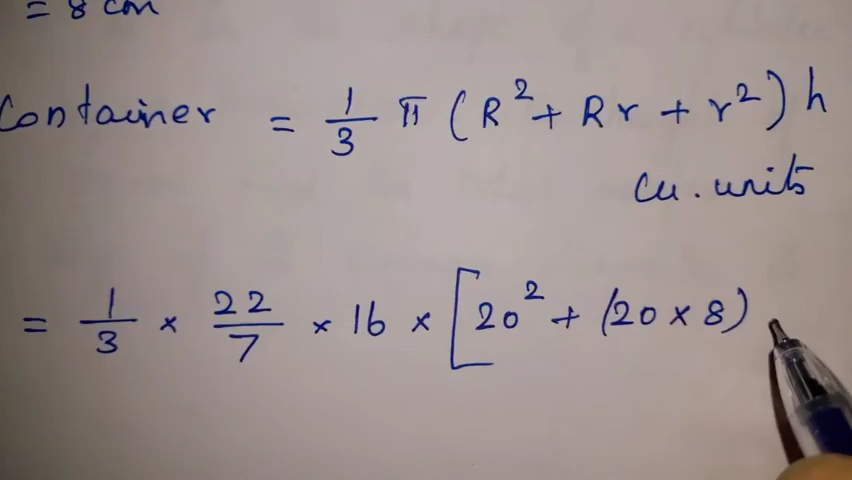 = 8 cm
Container = 1/3 π (R² + Rr + r²) h
cu. units
= 1/3 × 22/7 × 16 × [20² + (20 × 8)